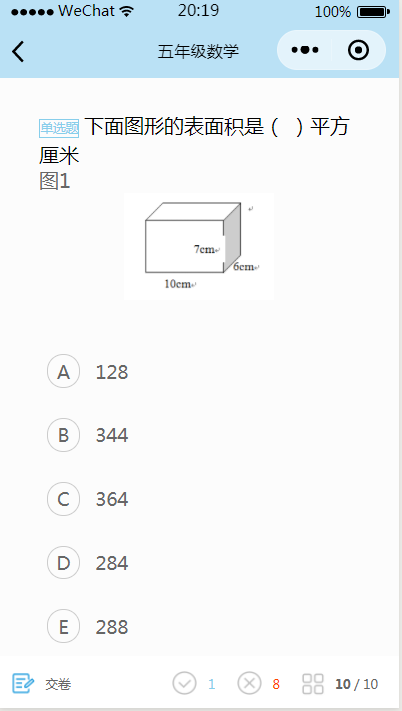 WeChat 20:19 100%
五年级数学
单选题 下面图形的表面积是（ ）平方
厘米
图1
7cm
6cm
10cm
A 128
B 344
C 364
D 284
E 288
交卷 1 8 10 / 10